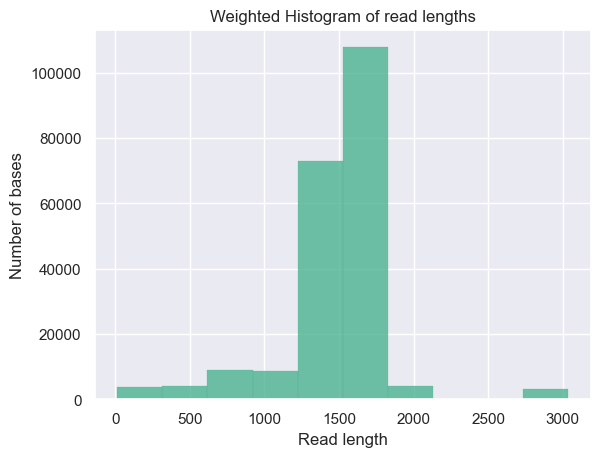 Weighted Histogram of read lengths
Number of bases
100000
80000
60000
40000
20000
0
0 500 1000 1500 2000 2500 3000
Read length